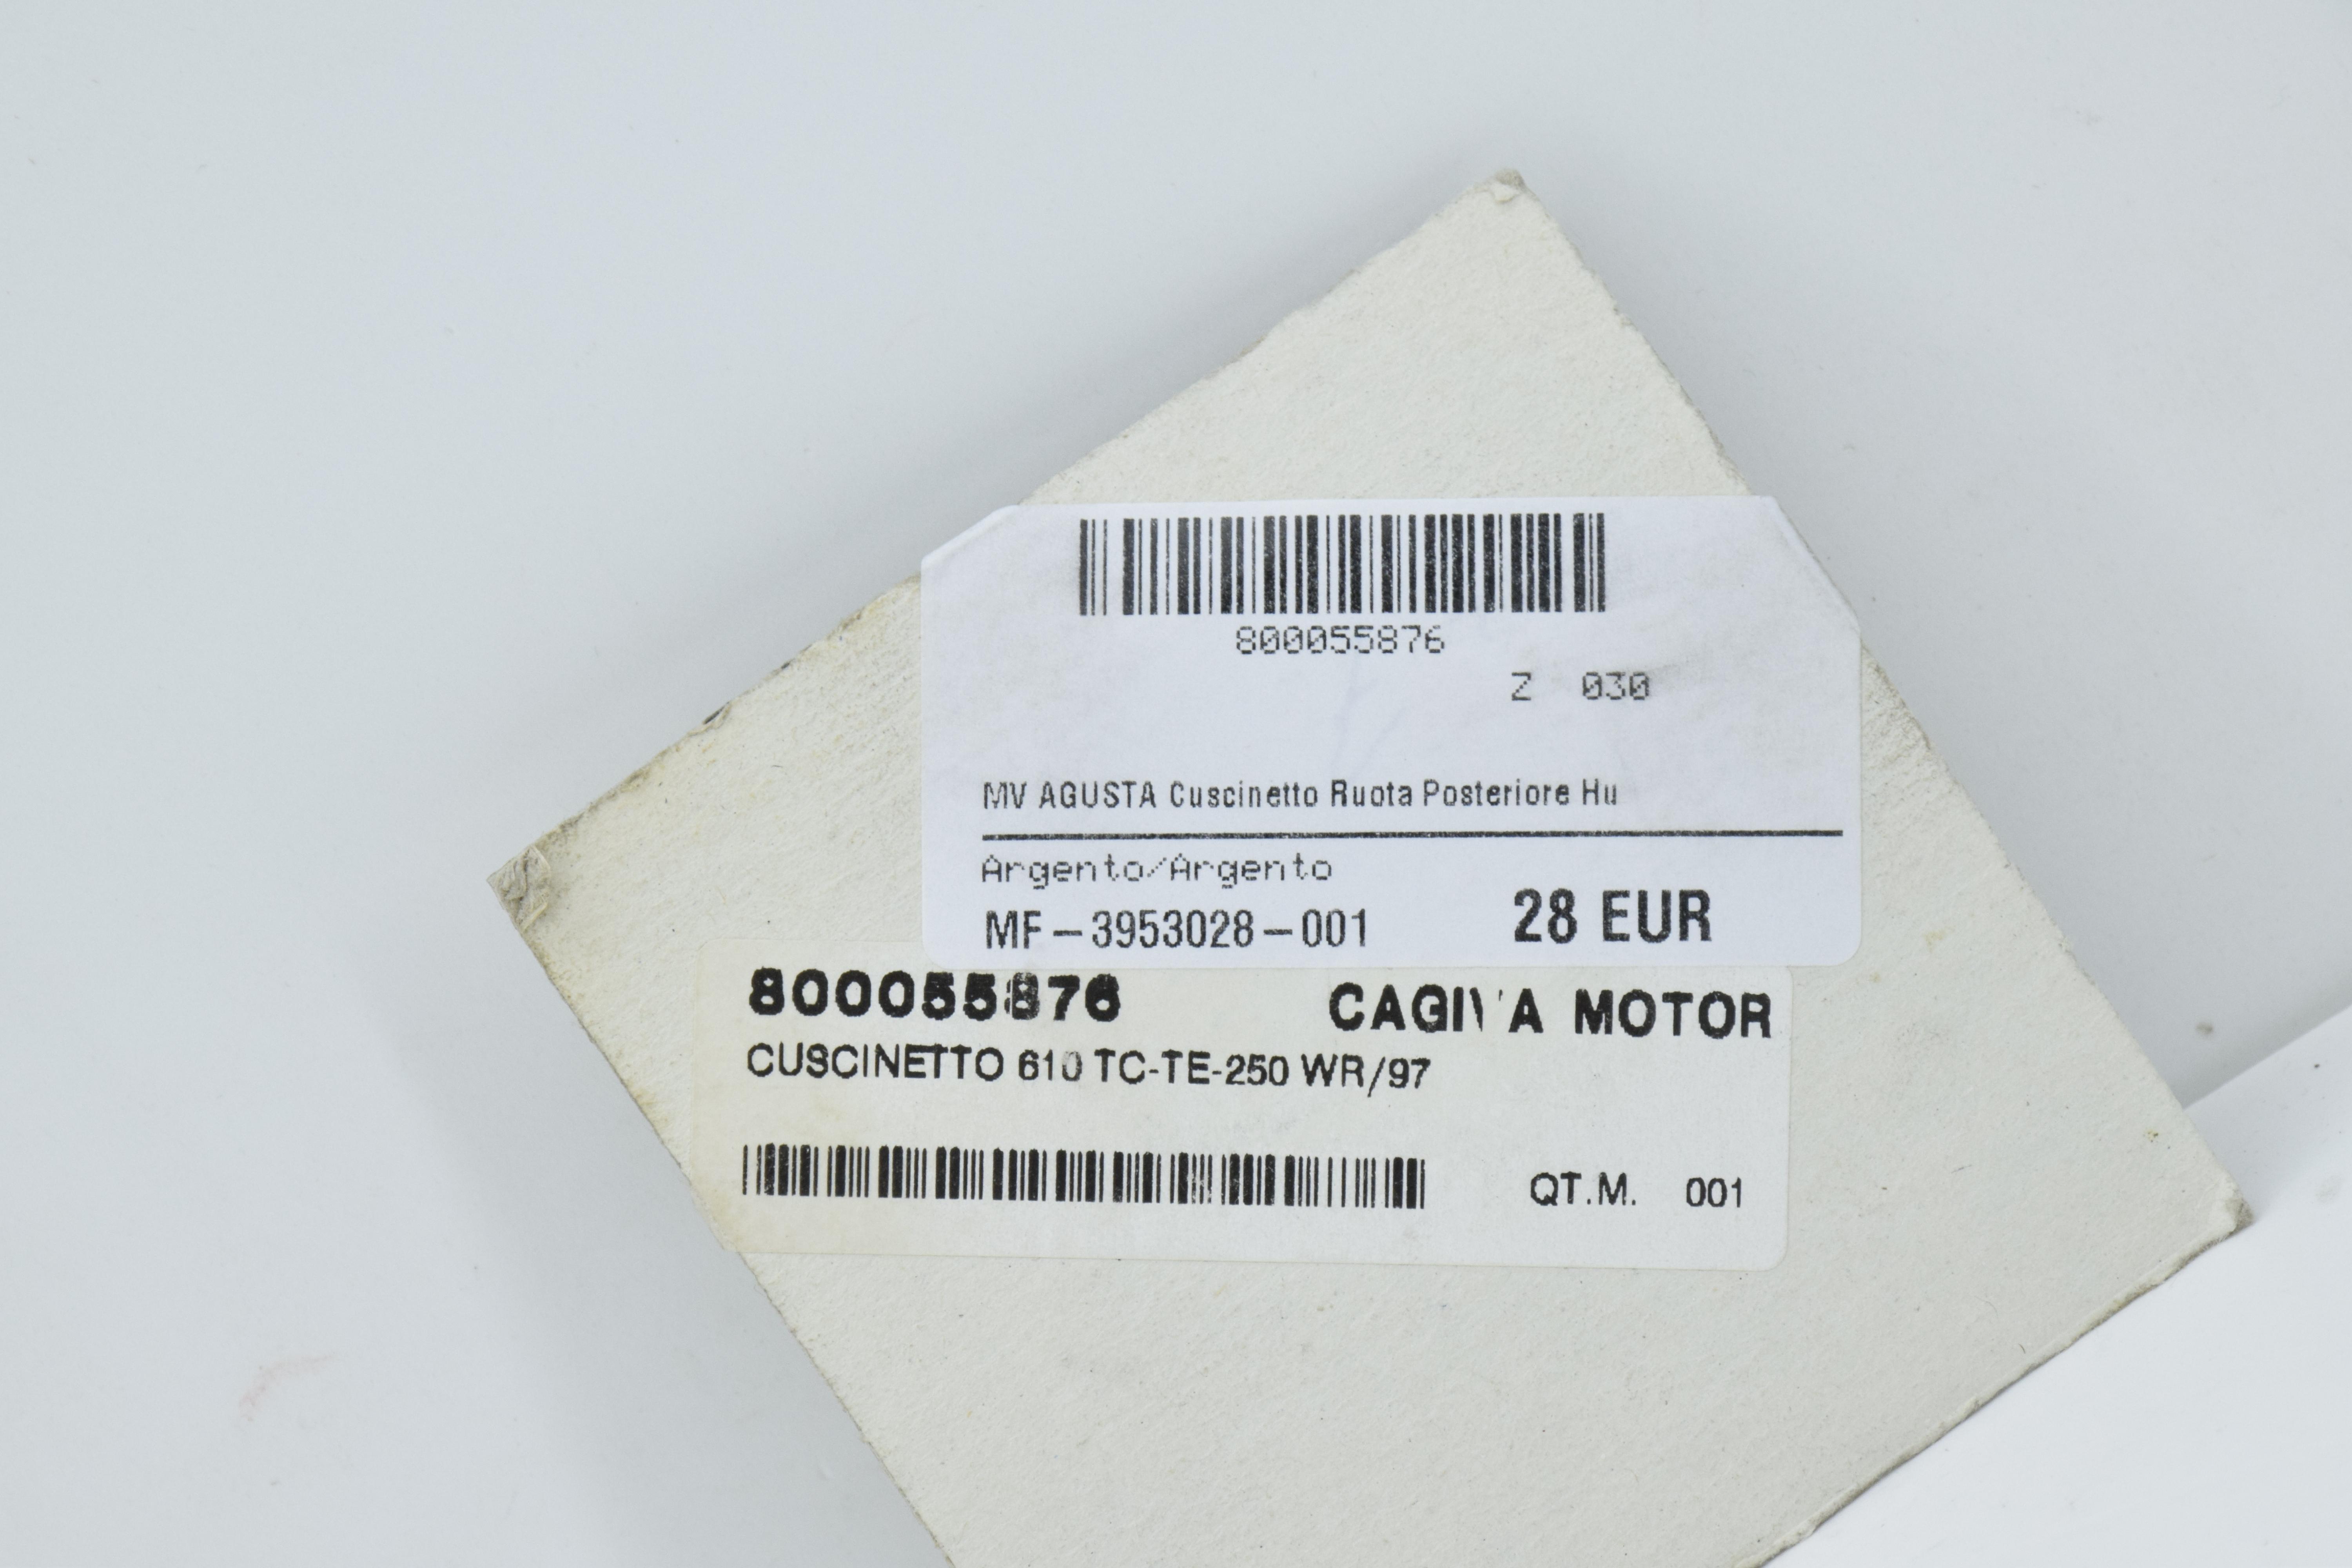 800055876
Z 030
MV AGUSTA Cuscinetto Ruota Posteriore Hu
Argento/Argento
MF-3953028-001 28 EUR
800055876 CAGIVA MOTOR
CUSCINETTO 610 TC-TE-250 WR/97
QT.M. 001